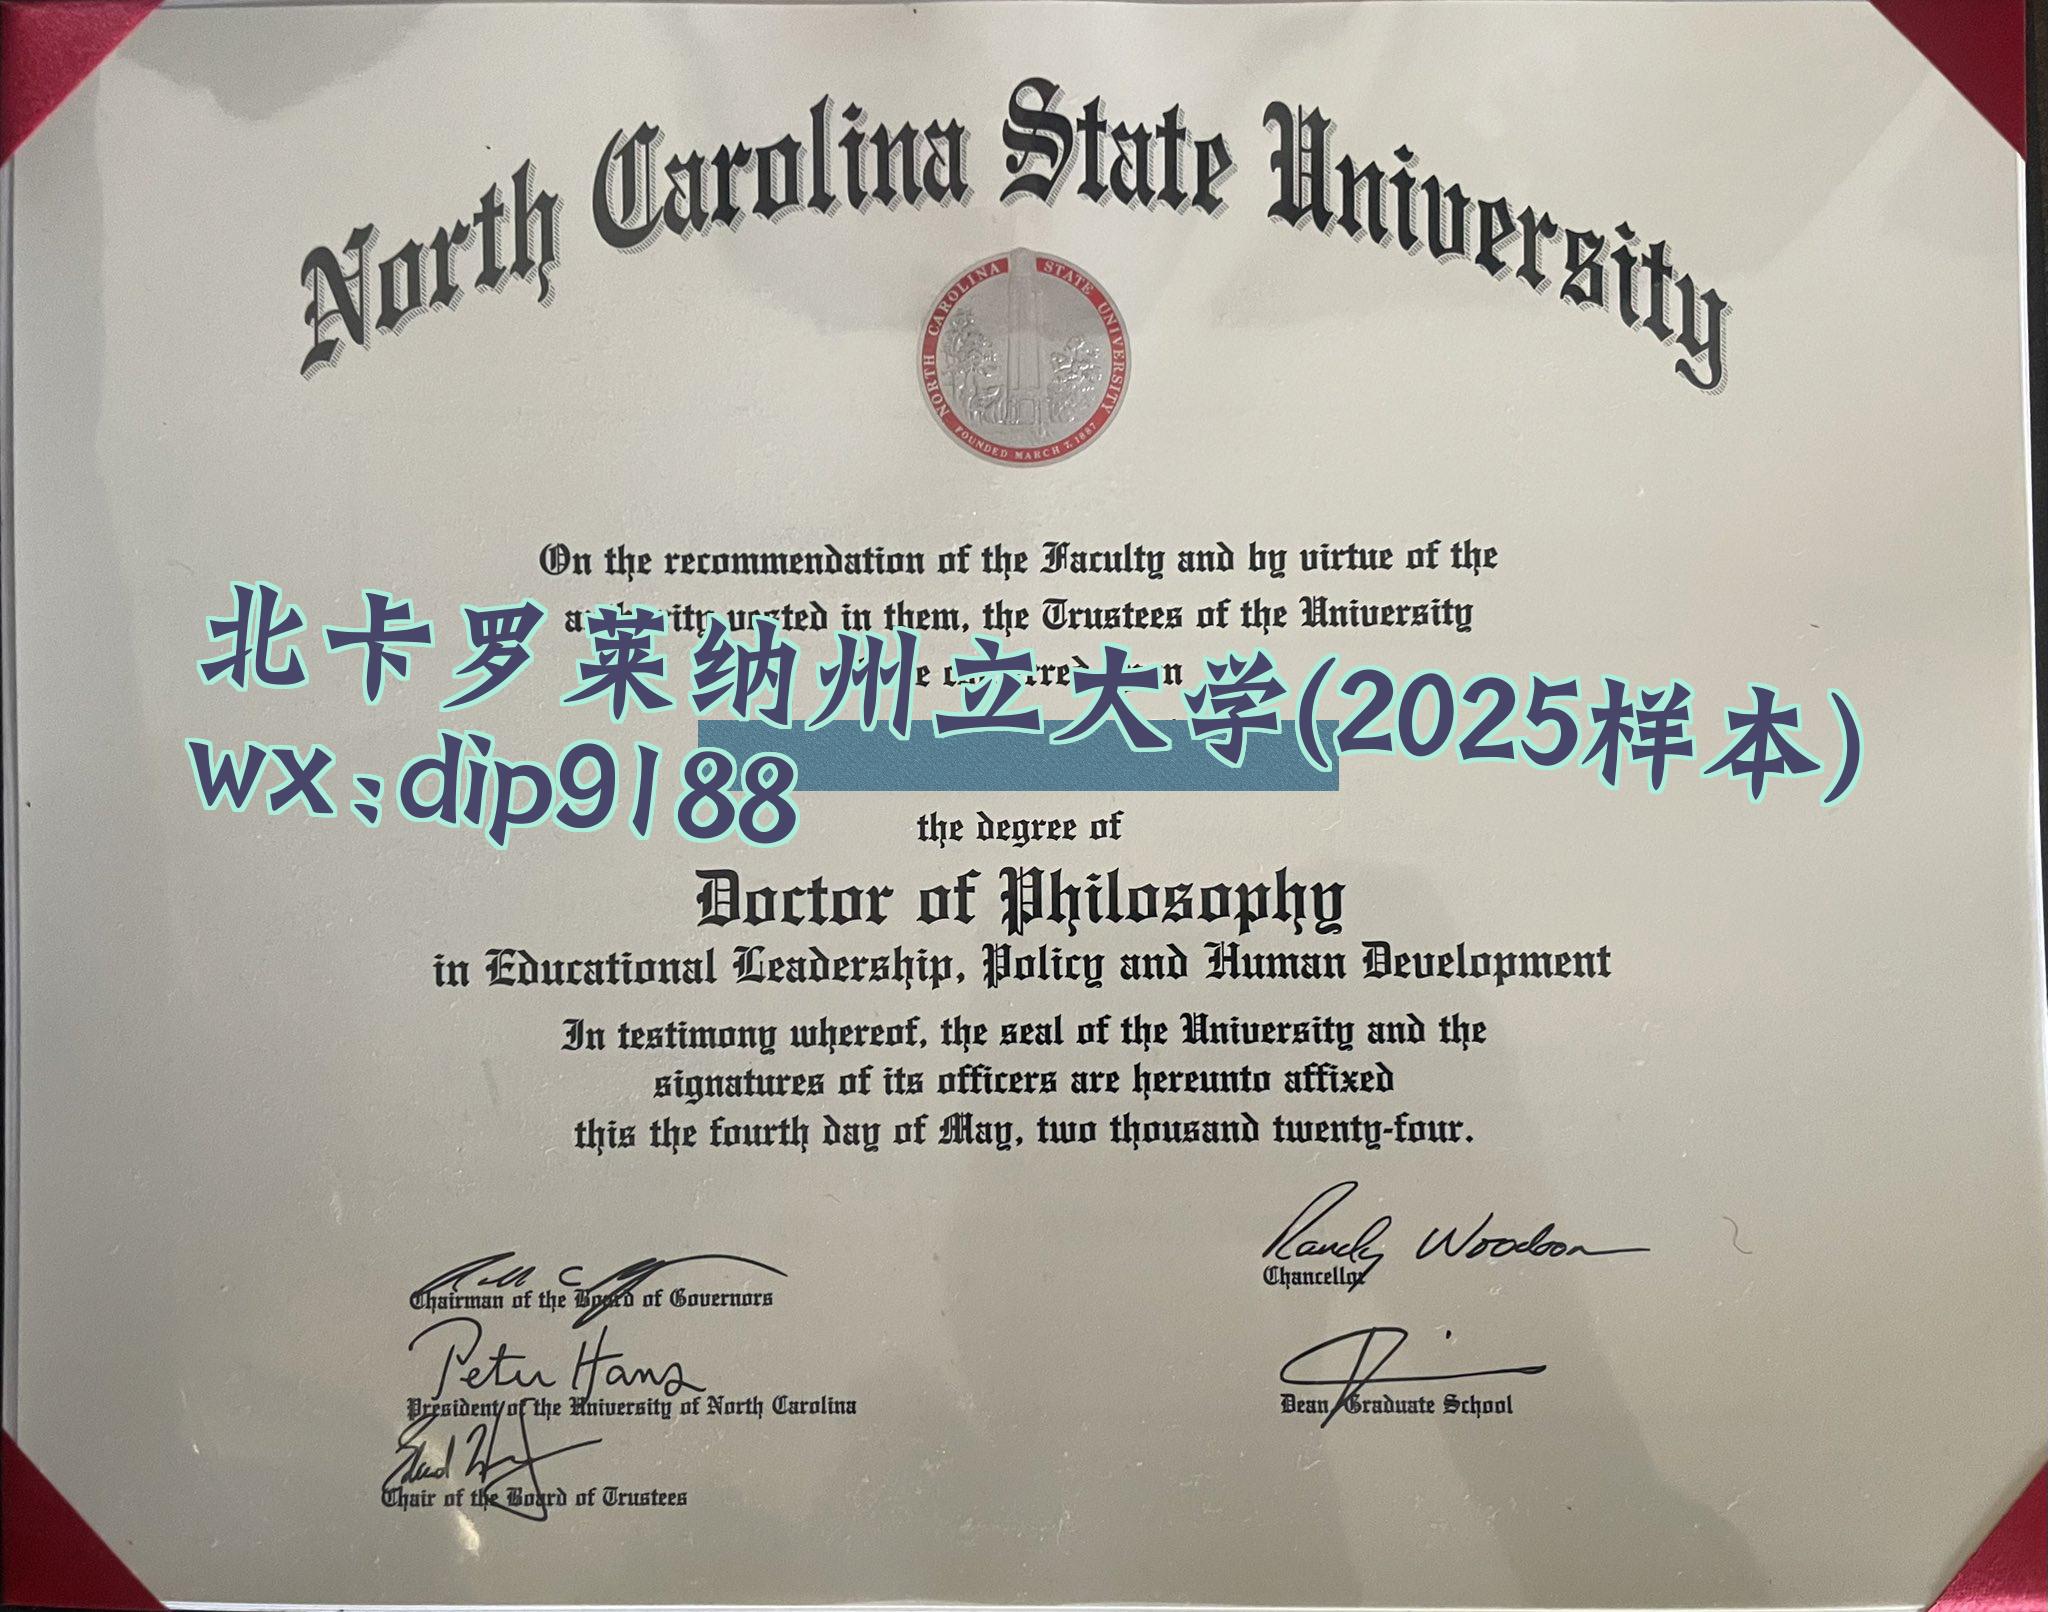 North Carolina State University
NORTH CAROLINA STATE UNIVERSITY
FOUNDED MARCH 7, 1887
On the recommendation of the Faculty and by virtue of the
vested in them, the Trustees of the University
北卡罗莱纳州立大学(2025样本)
wx:dip9188
the degree of
Doctor of Philosophy
in Educational Leadership, Policy and Human Development
In testimony whereof, the seal of the University and the
signatures of its officers are hereunto affixed
this the fourth day of May, two thousand twenty-four.
Randy Woodson
Chancellor
Chairman of the Board of Governors
Peter Hans
President of the University of North Carolina
Dean, Graduate School
Chair of the Board of Trustees